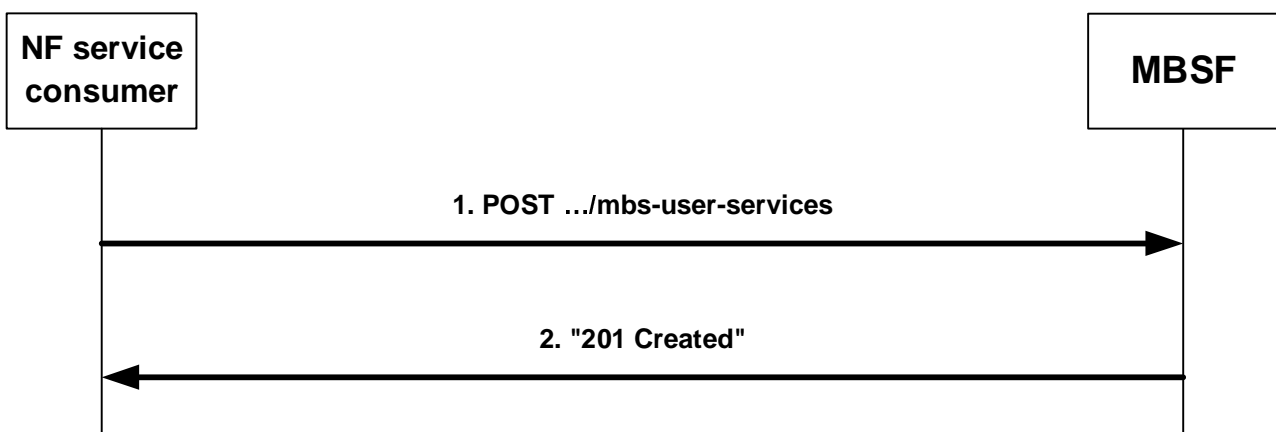 NF service
consumer
MBSF
1. POST …/mbs-user-services
2. "201 Created"